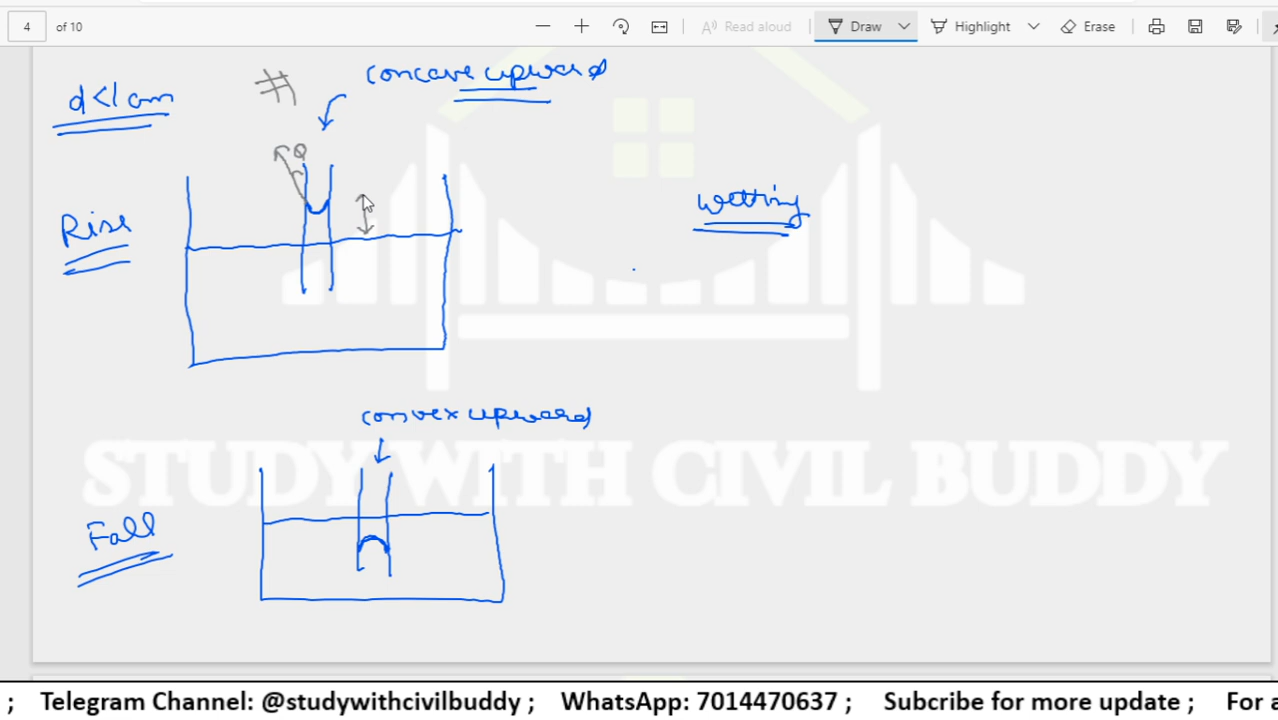 4 of 10
Read aloud
Draw
Highlight
Erase
concave upward
d<1 cm
θ
wetting
Rise
convex upward
STUDY WITH CIVIL BUDDY
Fall
; Telegram Channel: @studywithcivilbuddy ; WhatsApp: 7014470637 ; Subcribe for more update ; For a